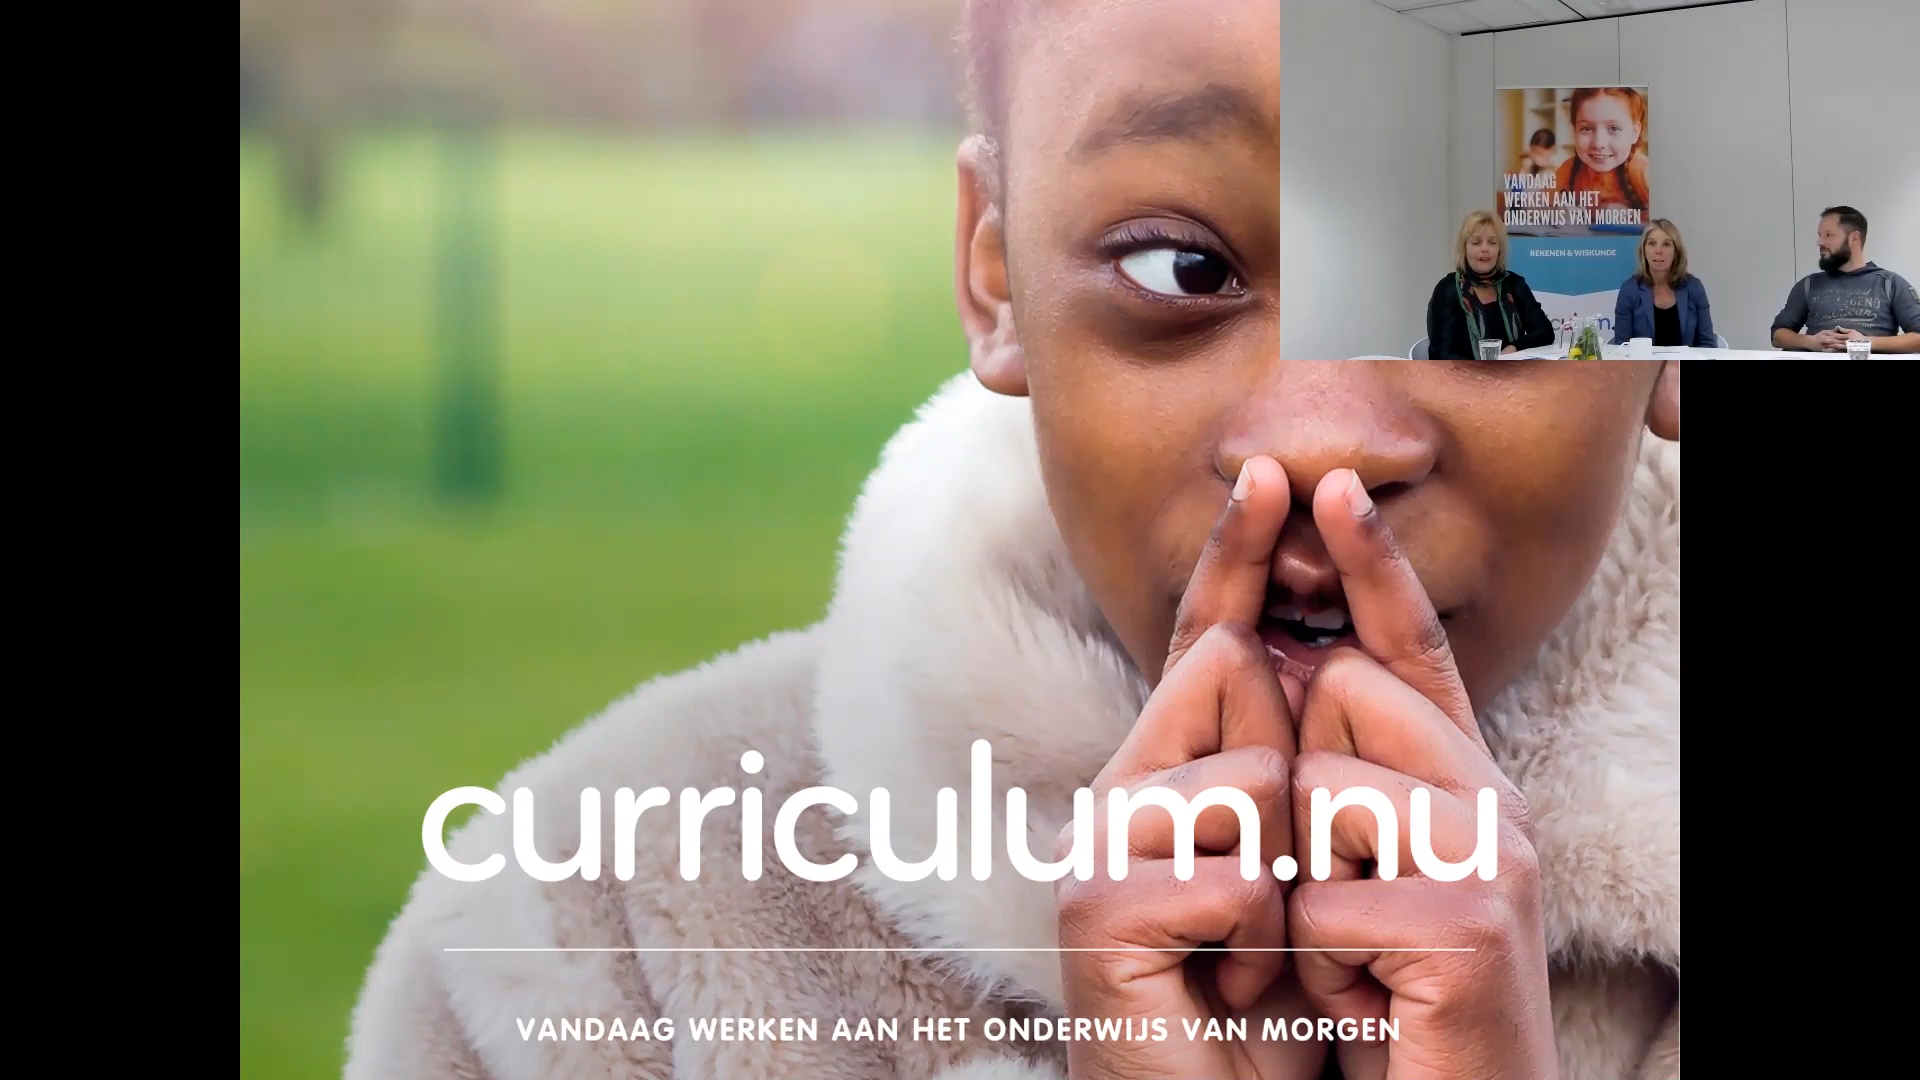 curriculum.nu
VANDAAG WERKEN AAN HET ONDERWIJS VAN MORGEN
VANDAAG
WERKEN AAN HET
ONDERWIJS VAN MORGEN
REKENEN & WISKUNDE